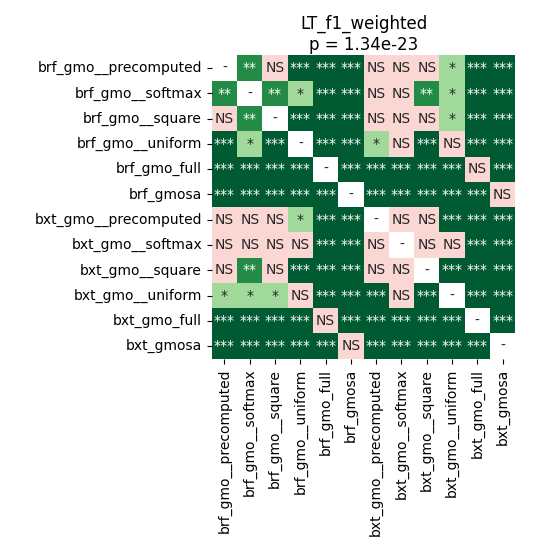 LT_f1_weighted
p = 1.34e-23
brf_gmo__precomputed - ** NS *** *** *** NS NS NS * *** ***
brf_gmo__softmax ** - ** * *** *** NS NS ** * *** ***
brf_gmo__square NS ** - *** *** *** NS NS NS * *** ***
brf_gmo__uniform *** * *** - *** *** * NS *** NS *** ***
brf_gmo_full *** *** *** *** - *** *** *** *** *** NS ***
brf_gmosa *** *** *** *** *** - *** *** *** *** *** NS
bxt_gmo__precomputed NS NS NS * *** *** - NS NS *** *** ***
bxt_gmo__softmax NS NS NS NS *** *** NS - NS NS *** ***
bxt_gmo__square NS ** NS *** *** *** NS NS - *** *** ***
bxt_gmo__uniform * * * NS *** *** *** NS *** - *** ***
bxt_gmo_full *** *** *** *** NS *** *** *** *** *** - ***
bxt_gmosa *** *** *** *** *** NS *** *** *** *** *** -
brf_gmo__precomputed
brf_gmo__softmax
brf_gmo__square
brf_gmo__uniform
brf_gmo_full
brf_gmosa
bxt_gmo__precomputed
bxt_gmo__softmax
bxt_gmo__square
bxt_gmo__uniform
bxt_gmo_full
bxt_gmosa